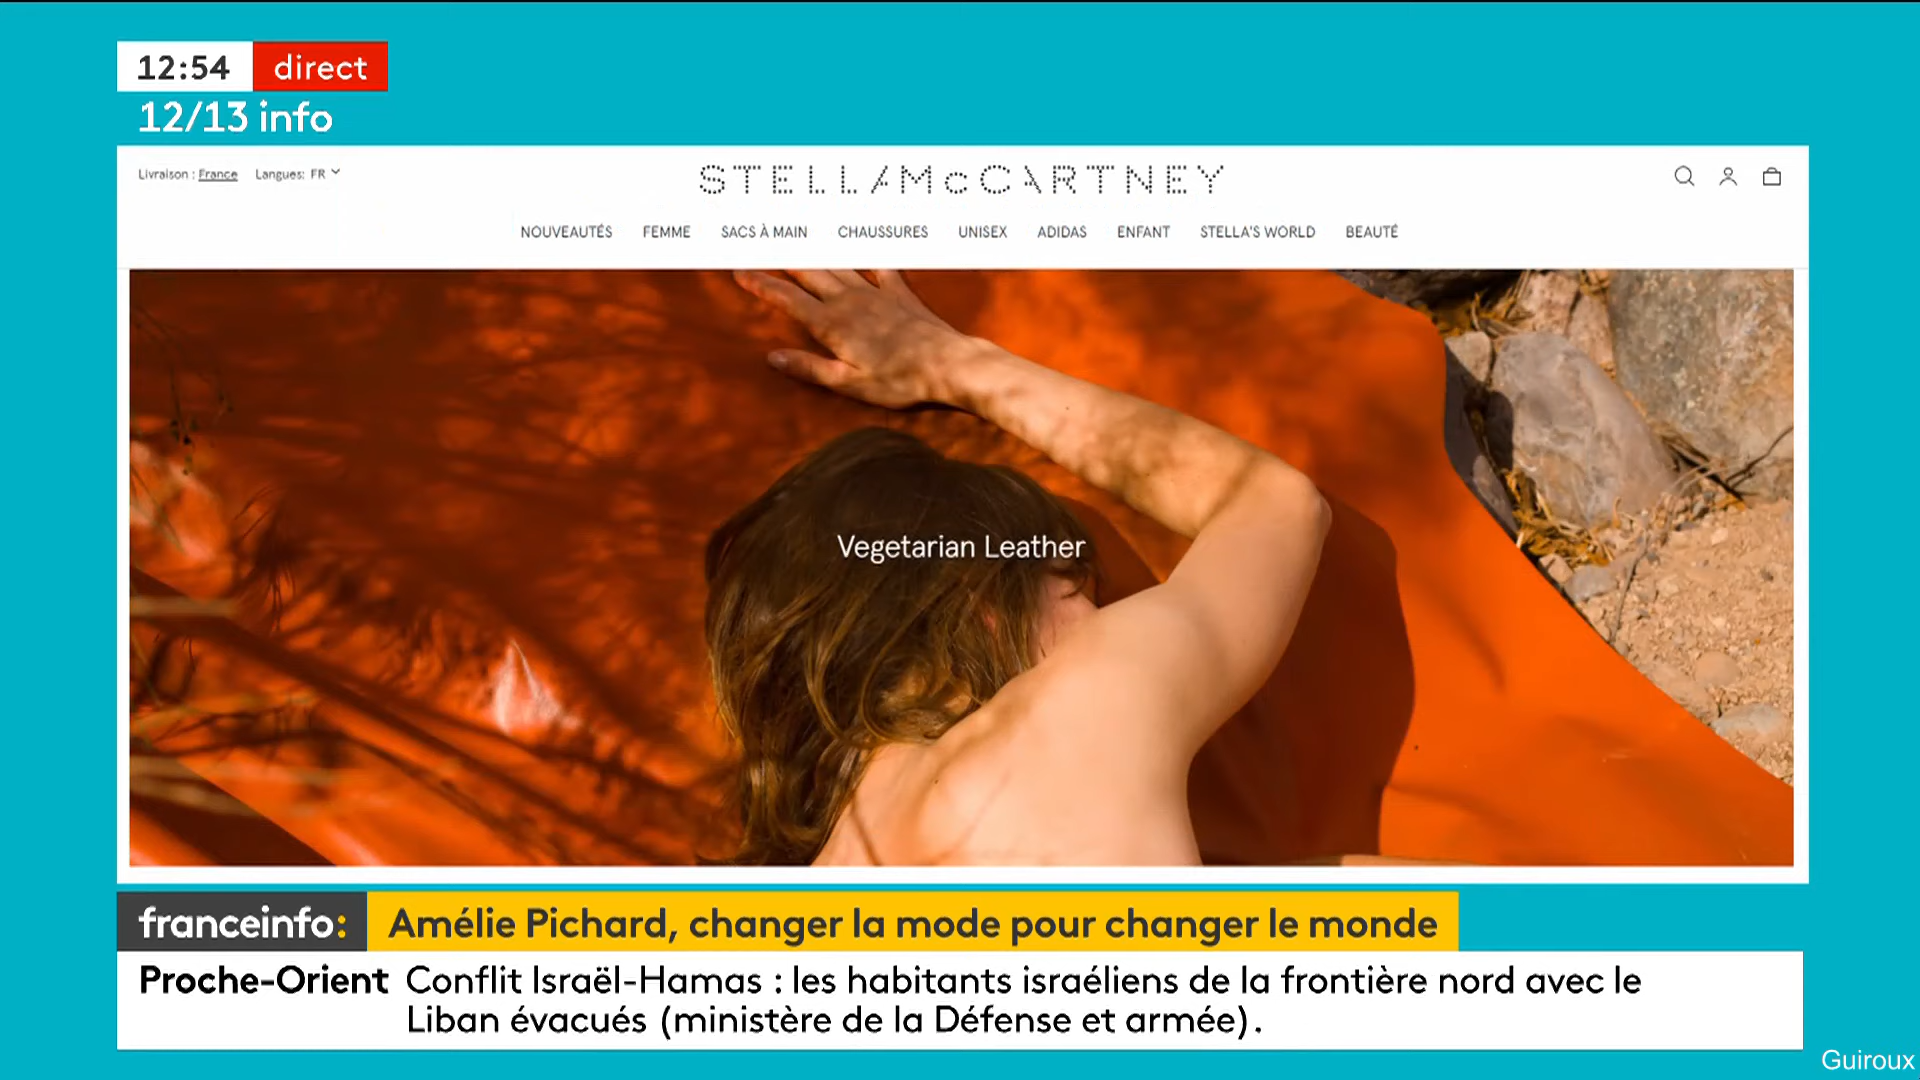 12:54 direct
12/13 info
Livraison : France Langues: FR
STELLA McCARTNEY
NOUVEAUTÉS FEMME SACS À MAIN CHAUSSURES UNISEX ADIDAS ENFANT STELLA'S WORLD BEAUTÉ
Vegetarian Leather
franceinfo: Amélie Pichard, changer la mode pour changer le monde
Proche-Orient Conflit Israël-Hamas : les habitants israéliens de la frontière nord avec le
Liban évacués (ministère de la Défense et armée).
Guiroux